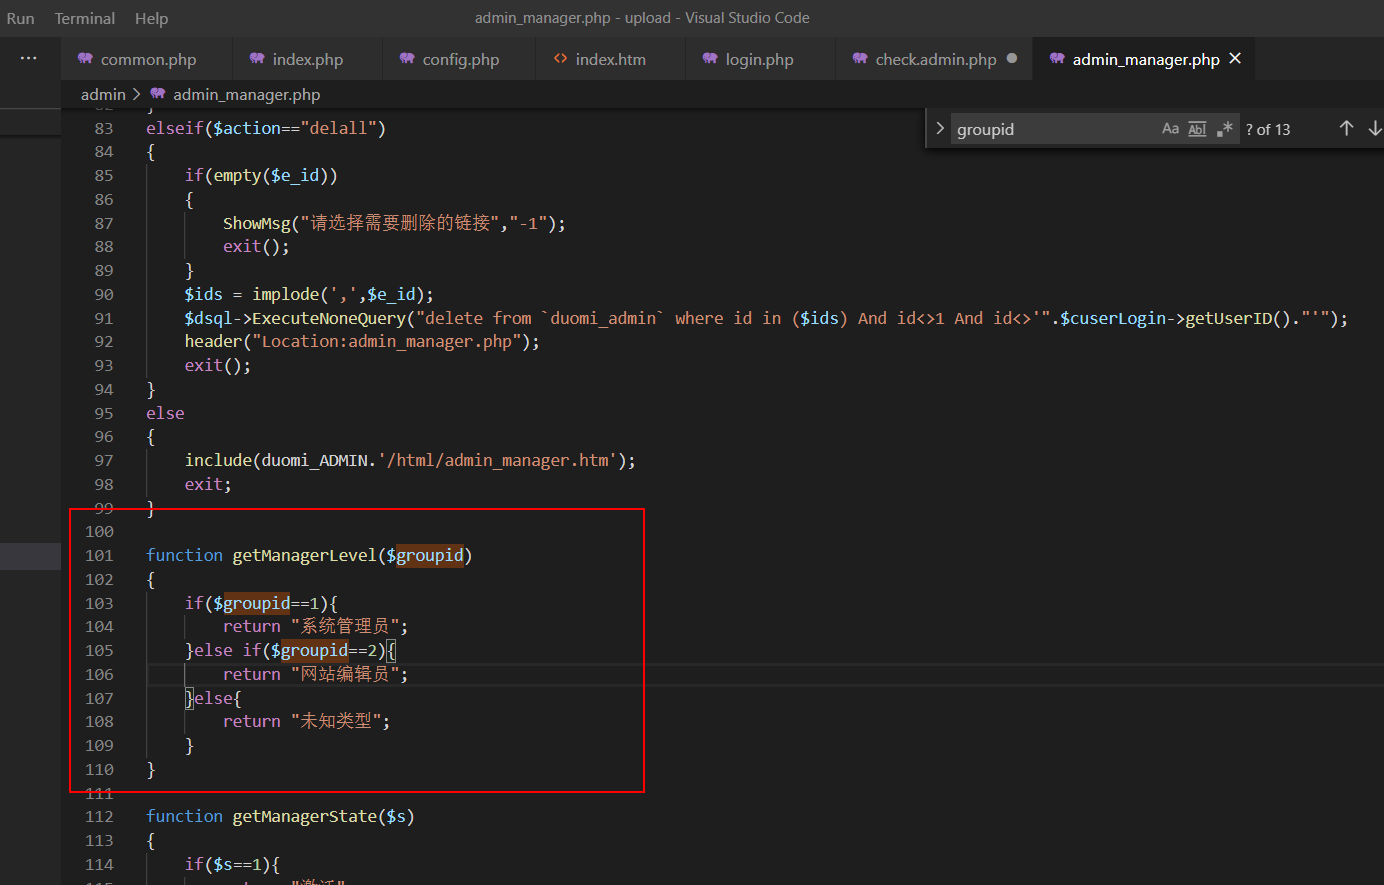 Run Terminal Help admin_manager.php - upload - Visual Studio Code
... common.php index.php config.php <> index.htm login.php check.admin.php admin_manager.php
admin > admin_manager.php
groupid Aa Abl .* ? of 13
83 elseif($action=="delall")
84 {
85 if(empty($e_id))
86 {
87 ShowMsg("请选择需要删除的链接","-1");
88 exit();
89 }
90 $ids = implode(',',$e_id);
91 $dsql->ExecuteNoneQuery("delete from `duomi_admin` where id in ($ids) And id<>1 And id<>'".$cuserLogin->getUserID()."'");
92 header("Location:admin_manager.php");
93 exit();
94 }
95 else
96 {
97 include(duomi_ADMIN.'/html/admin_manager.htm');
98 exit;
99 }
100
101 function getManagerLevel($groupid)
102 {
103 if($groupid==1){
104 return "系统管理员";
105 }else if($groupid==2){
106 return "网站编辑员";
107 }else{
108 return "未知类型";
109 }
110 }
111
112 function getManagerState($s)
113 {
114 if($s==1){